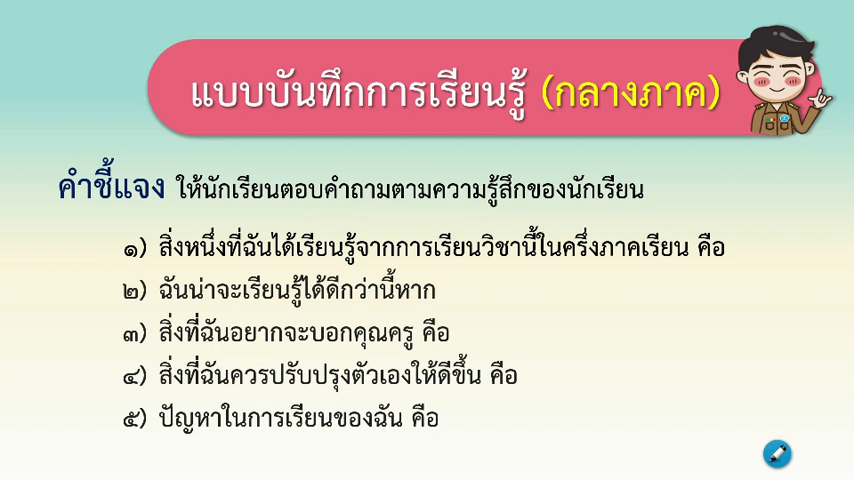 แบบบันทึกการเรียนรู้ (กลางภาค)
คำชี้แจง ให้นักเรียนตอบคำถามตามความรู้สึกของนักเรียน
๑) สิ่งหนึ่งที่ฉันได้เรียนรู้จากการเรียนวิชานี้ในครึ่งภาคเรียน คือ
๒) ฉันน่าจะเรียนรู้ได้ดีกว่านี้หาก
๓) สิ่งที่ฉันอยากจะบอกคุณครู คือ
๔) สิ่งที่ฉันควรปรับปรุงตัวเองให้ดีขึ้น คือ
๕) ปัญหาในการเรียนของฉัน คือ